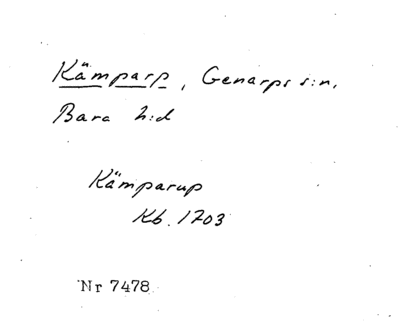 Kämparp, Genarps s:n,
Bara h:d
Kämparup
Kb. 1703
Nr 7478